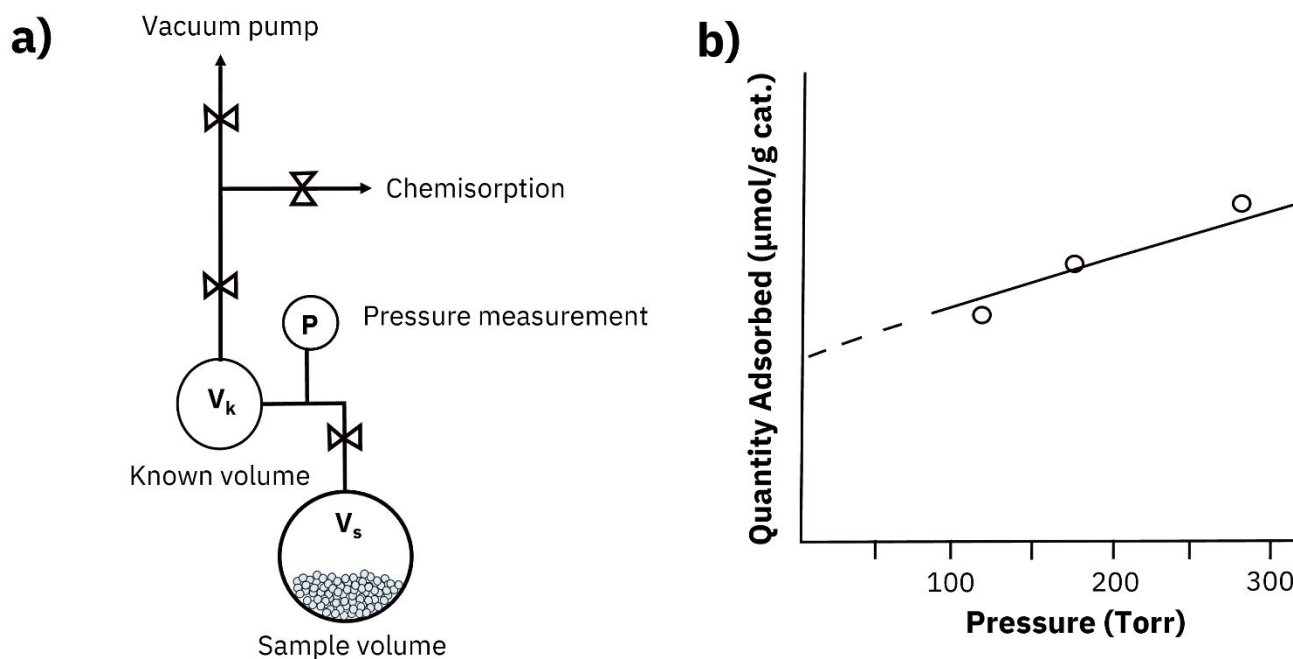 a)
Vacuum pump
Chemisorption
P
Pressure measurement
Vk
Known volume
Vs
Sample volume
b)
Quantity Adsorbed (μmol/g cat.)
100
200
300
Pressure (Torr)